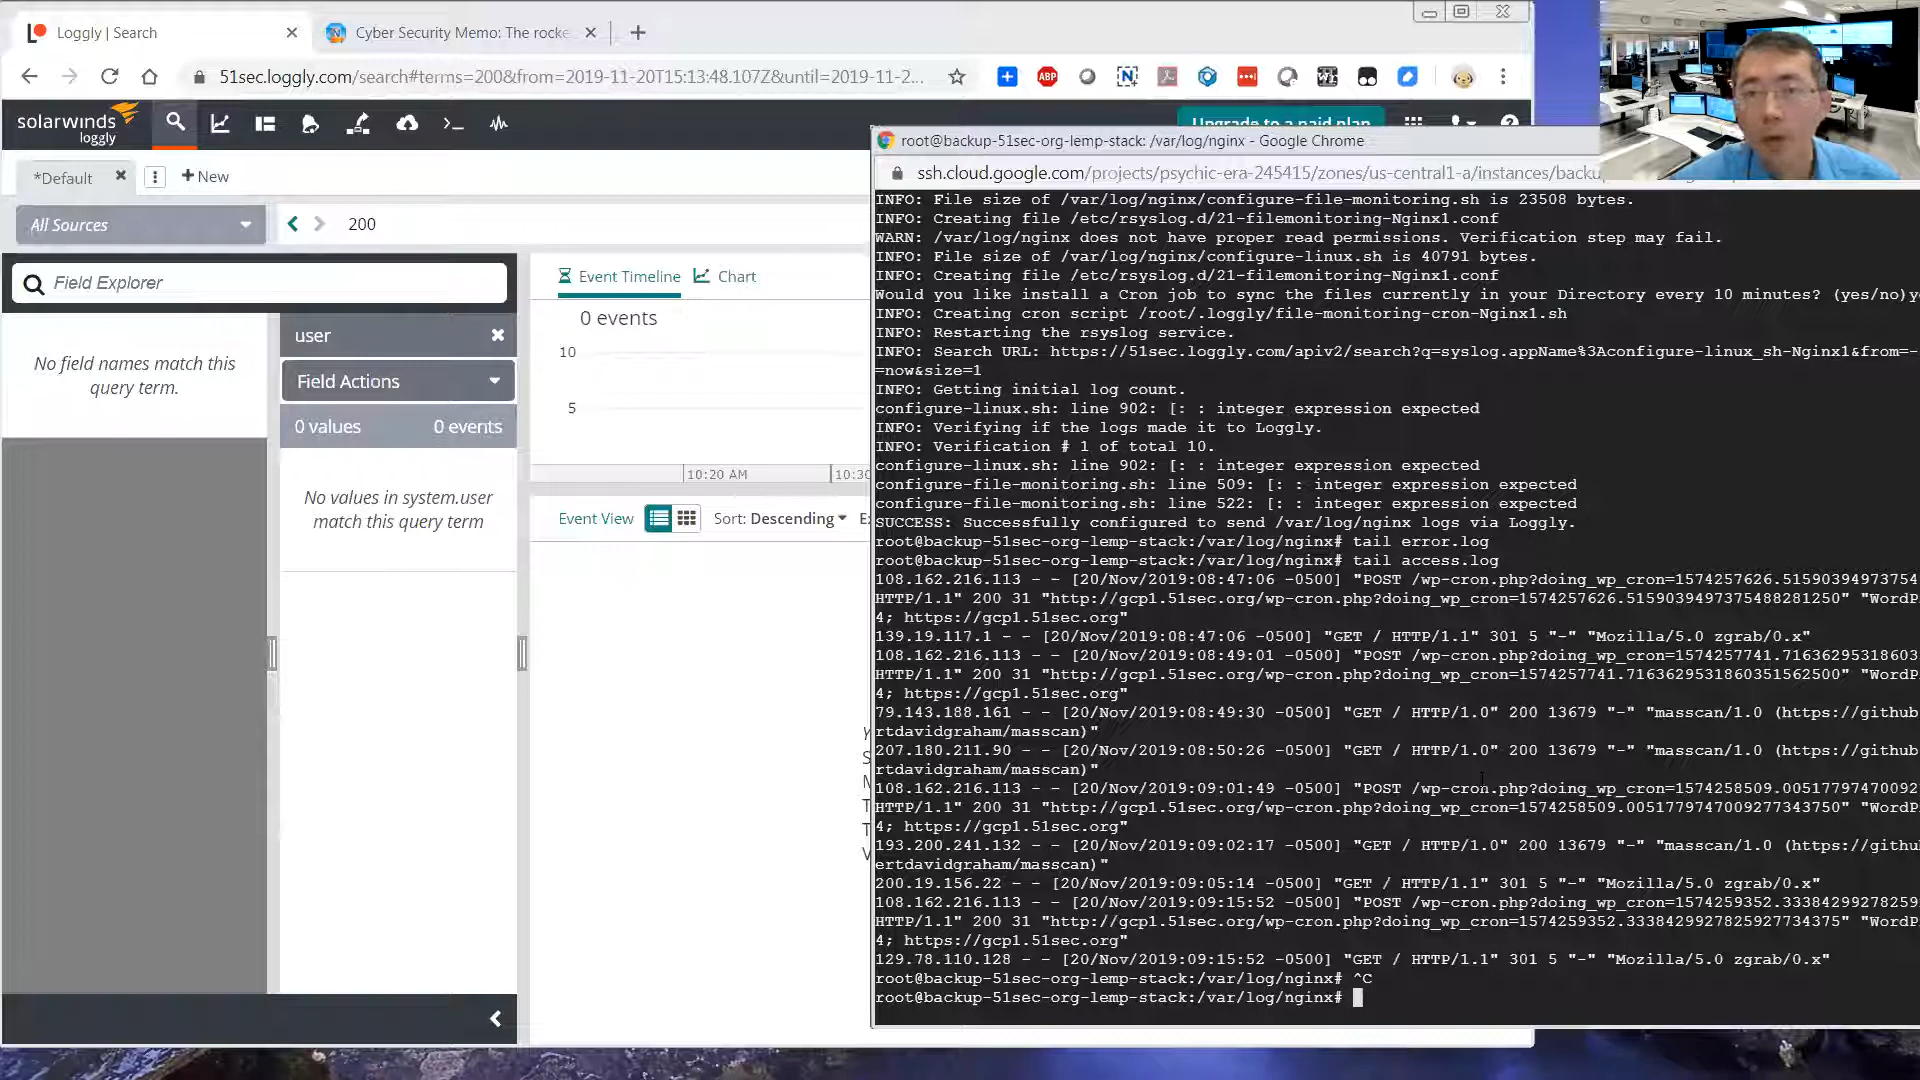 Loggly | Search
Cyber Security Memo: The rocke
51sec.loggly.com/search#terms=200&from=2019-11-20T15:13:48.107Z&until=2019-11-2...
solarwinds
loggly
Upgrade to a paid plan
*Default
+ New
All Sources
200
Field Explorer
No field names match this
query term.
user
Field Actions
0 values 0 events
No values in system.user
match this query term
Event Timeline
Chart
0 events
10
5
10:20 AM
10:30
Event View
Sort: Descending
root@backup-51sec-org-lemp-stack: /var/log/nginx - Google Chrome
ssh.cloud.google.com/projects/psychic-era-245415/zones/us-central1-a/instances/backup
INFO: File size of /var/log/nginx/configure-file-monitoring.sh is 23508 bytes.
INFO: Creating file /etc/rsyslog.d/21-filemonitoring-Nginx1.conf
WARN: /var/log/nginx does not have proper read permissions. Verification step may fail.
INFO: File size of /var/log/nginx/configure-linux.sh is 40791 bytes.
INFO: Creating file /etc/rsyslog.d/21-filemonitoring-Nginx1.conf
Would you like install a Cron job to sync the files currently in your Directory every 10 minutes? (yes/no)y
INFO: Creating cron script /root/.loggly/file-monitoring-cron-Nginx1.sh
INFO: Restarting the rsyslog service.
INFO: Search URL: https://51sec.loggly.com/apiv2/search?q=syslog.appName%3Aconfigure-linux_sh-Nginx1&from=-
=now&size=1
INFO: Getting initial log count.
configure-linux.sh: line 902: [: : integer expression expected
INFO: Verifying if the logs made it to Loggly.
INFO: Verification # 1 of total 10.
configure-linux.sh: line 902: [: : integer expression expected
configure-file-monitoring.sh: line 509: [: : integer expression expected
configure-file-monitoring.sh: line 522: [: : integer expression expected
SUCCESS: Successfully configured to send /var/log/nginx logs via Loggly.
root@backup-51sec-org-lemp-stack:/var/log/nginx# tail error.log
root@backup-51sec-org-lemp-stack:/var/log/nginx# tail access.log
108.162.216.113 - - [20/Nov/2019:08:47:06 -0500] "POST /wp-cron.php?doing_wp_cron=1574257626.51590394973754
HTTP/1.1" 200 31 "http://gcp1.51sec.org/wp-cron.php?doing_wp_cron=1574257626.5159039497375488281250" "WordP
4; https://gcp1.51sec.org"
139.19.117.1 - - [20/Nov/2019:08:47:06 -0500] "GET / HTTP/1.1" 301 5 "-" "Mozilla/5.0 zgrab/0.x"
108.162.216.113 - - [20/Nov/2019:08:49:01 -0500] "POST /wp-cron.php?doing_wp_cron=1574257741.71636295318603
HTTP/1.1" 200 31 "http://gcp1.51sec.org/wp-cron.php?doing_wp_cron=1574257741.7163629531860351562500" "WordP
4; https://gcp1.51sec.org"
79.143.188.161 - - [20/Nov/2019:08:49:30 -0500] "GET / HTTP/1.0" 200 13679 "-" "masscan/1.0 (https://github
rtdavidgraham/masscan)"
207.180.211.90 - - [20/Nov/2019:08:50:26 -0500] "GET / HTTP/1.0" 200 13679 "-" "masscan/1.0 (https://github
rtdavidgraham/masscan)"
108.162.216.113 - - [20/Nov/2019:09:01:49 -0500] "POST /wp-cron.php?doing_wp_cron=1574258509.00517797470092
HTTP/1.1" 200 31 "http://gcp1.51sec.org/wp-cron.php?doing_wp_cron=1574258509.0051779747009277343750" "WordP
4; https://gcp1.51sec.org"
193.200.241.132 - - [20/Nov/2019:09:02:17 -0500] "GET / HTTP/1.0" 200 13679 "-" "masscan/1.0 (https://githu
ertdavidgraham/masscan)"
200.19.156.22 - - [20/Nov/2019:09:05:14 -0500] "GET / HTTP/1.1" 301 5 "-" "Mozilla/5.0 zgrab/0.x"
108.162.216.113 - - [20/Nov/2019:09:15:52 -0500] "POST /wp-cron.php?doing_wp_cron=1574259352.33384299278259
HTTP/1.1" 200 31 "http://gcp1.51sec.org/wp-cron.php?doing_wp_cron=1574259352.3338429927825927734375" "WordP
4; https://gcp1.51sec.org"
129.78.110.128 - - [20/Nov/2019:09:15:52 -0500] "GET / HTTP/1.1" 301 5 "-" "Mozilla/5.0 zgrab/0.x"
root@backup-51sec-org-lemp-stack:/var/log/nginx# ^C
root@backup-51sec-org-lemp-stack:/var/log/nginx#